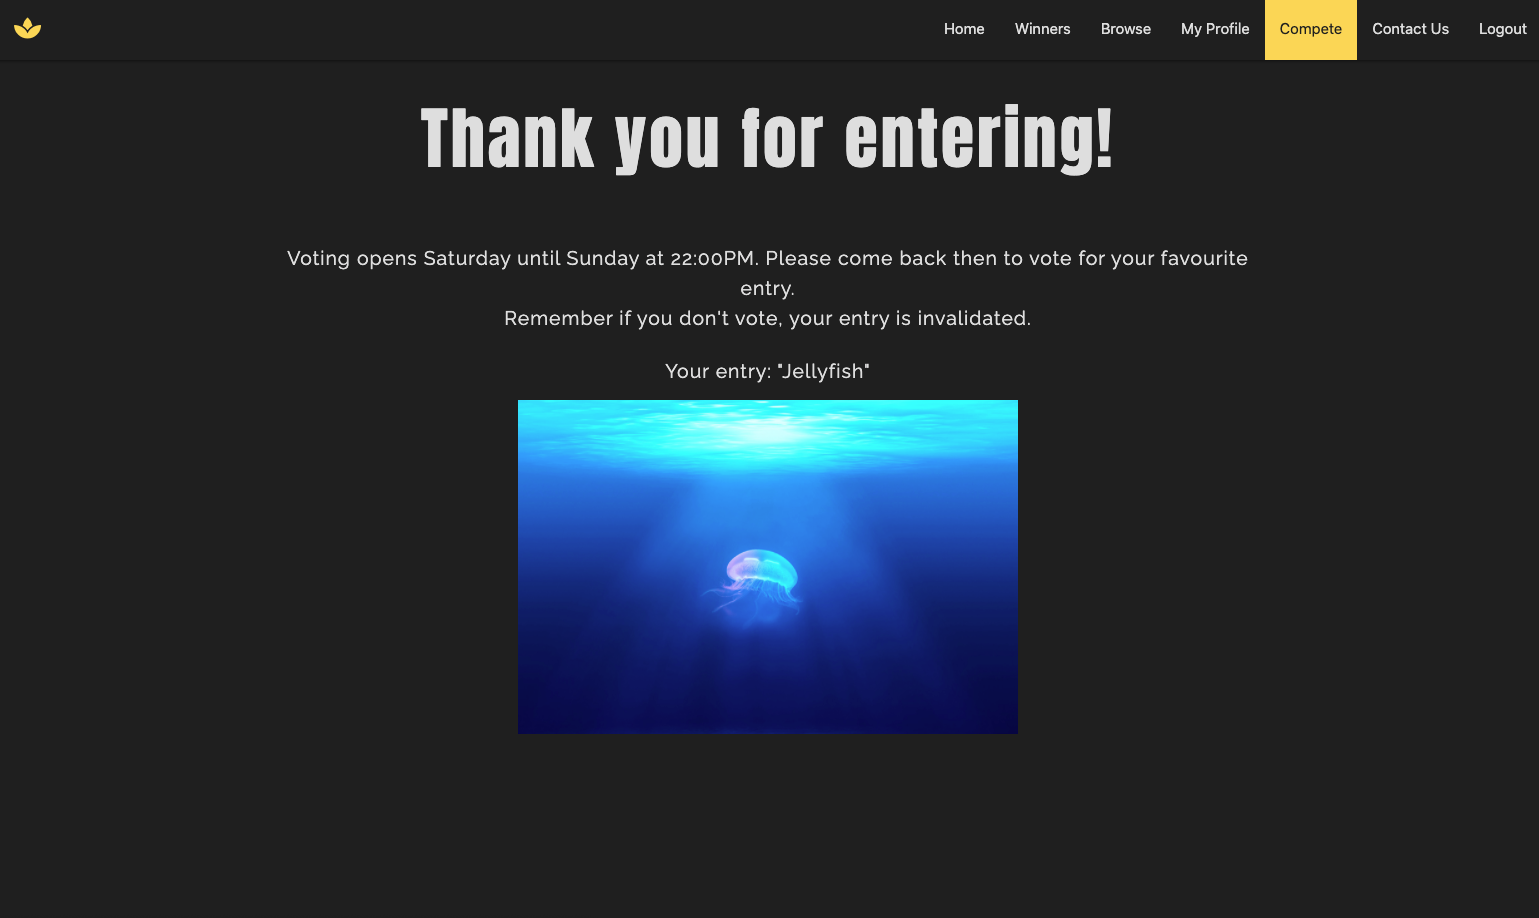 Home Winners Browse My Profile Compete Contact Us Logout
Thank you for entering!
Voting opens Saturday until Sunday at 22:00PM. Please come back then to vote for your favourite
entry.
Remember if you don't vote, your entry is invalidated.
Your entry: "Jellyfish"